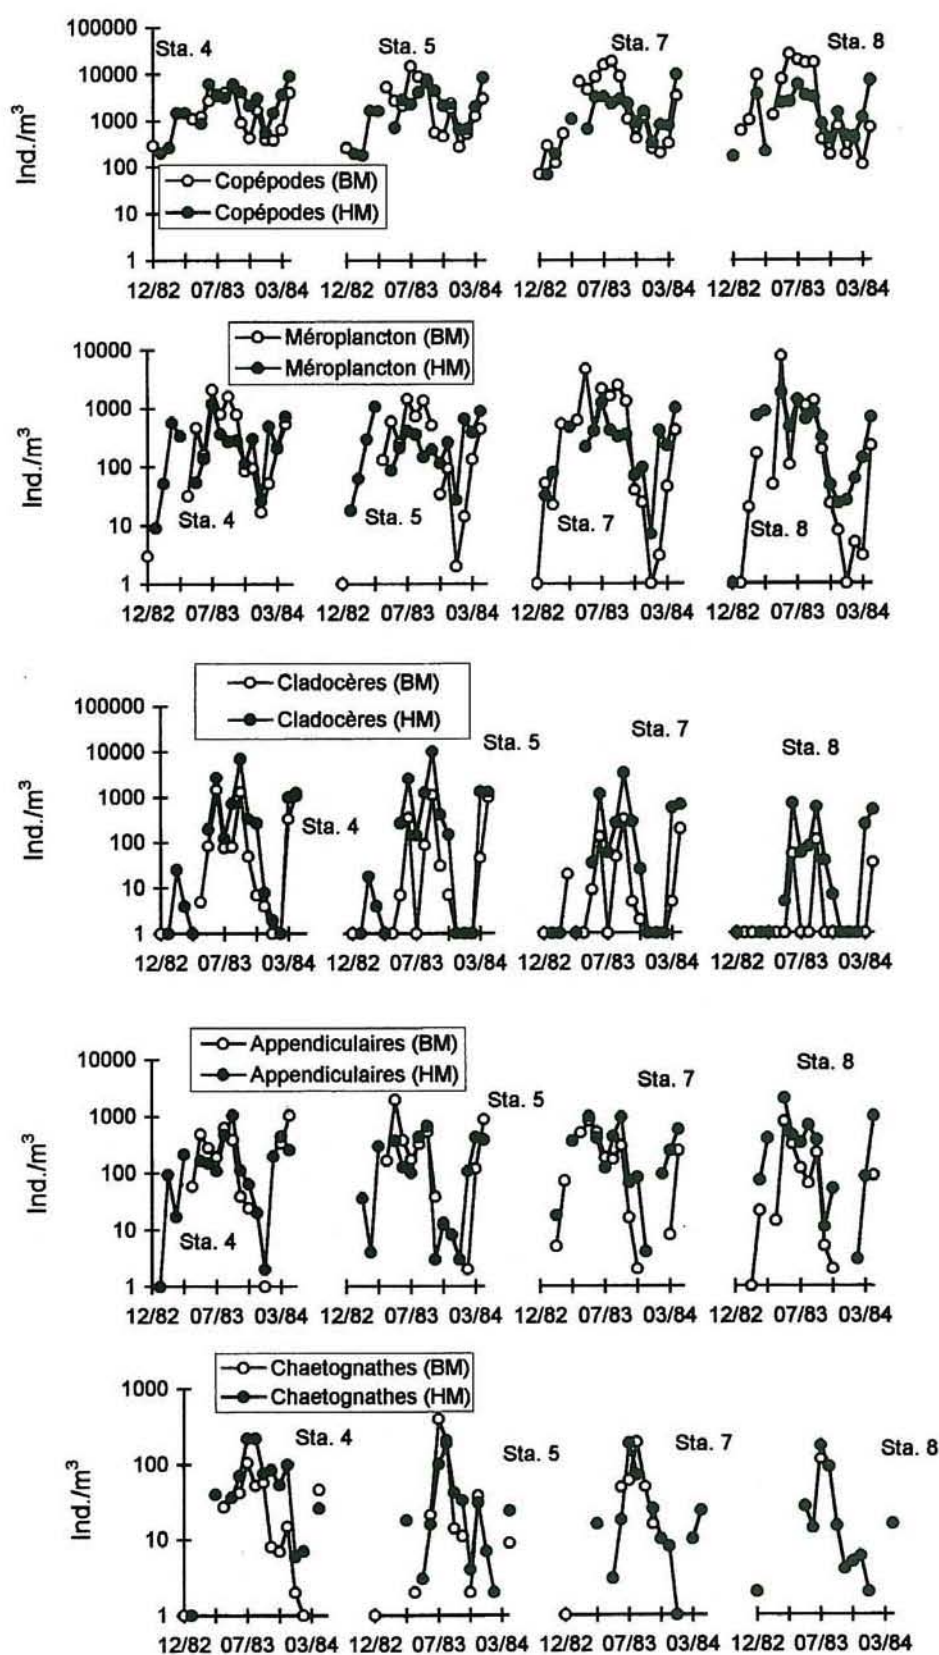 100000
10000
1000
100
10
1
Ind./m³
Sta. 4
Sta. 5
Sta. 7
Sta. 8
Copépodes (BM)
Copépodes (HM)
12/82 07/83 03/84
12/82 07/83 03/84
12/82 07/83 03/84
12/82 07/83 03/84
Méroplancton (BM)
Méroplancton (HM)
10000
1000
100
10
1
Ind./m³
Sta. 4
Sta. 5
Sta. 7
Sta. 8
12/82 07/83 03/84
12/82 07/83 03/84
12/82 07/83 03/84
12/82 07/83 03/84
Cladocères (BM)
Cladocères (HM)
100000
10000
1000
100
10
1
Ind./m³
Sta. 4
Sta. 5
Sta. 7
Sta. 8
12/82 07/83 03/84
12/82 07/83 03/84
12/82 07/83 03/84
12/82 07/83 03/84
Appendiculaires (BM)
Appendiculaires (HM)
10000
1000
100
10
1
Ind./m³
Sta. 4
Sta. 5
Sta. 7
Sta. 8
12/82 07/83 03/84
12/82 07/83 03/84
12/82 07/83 03/84
12/82 07/83 03/84
Chaetognathes (BM)
Chaetognathes (HM)
1000
100
10
1
Ind./m³
Sta. 4
Sta. 5
Sta. 7
Sta. 8
12/82 07/83 03/84
12/82 07/83 03/84
12/82 07/83 03/84
12/82 07/83 03/84